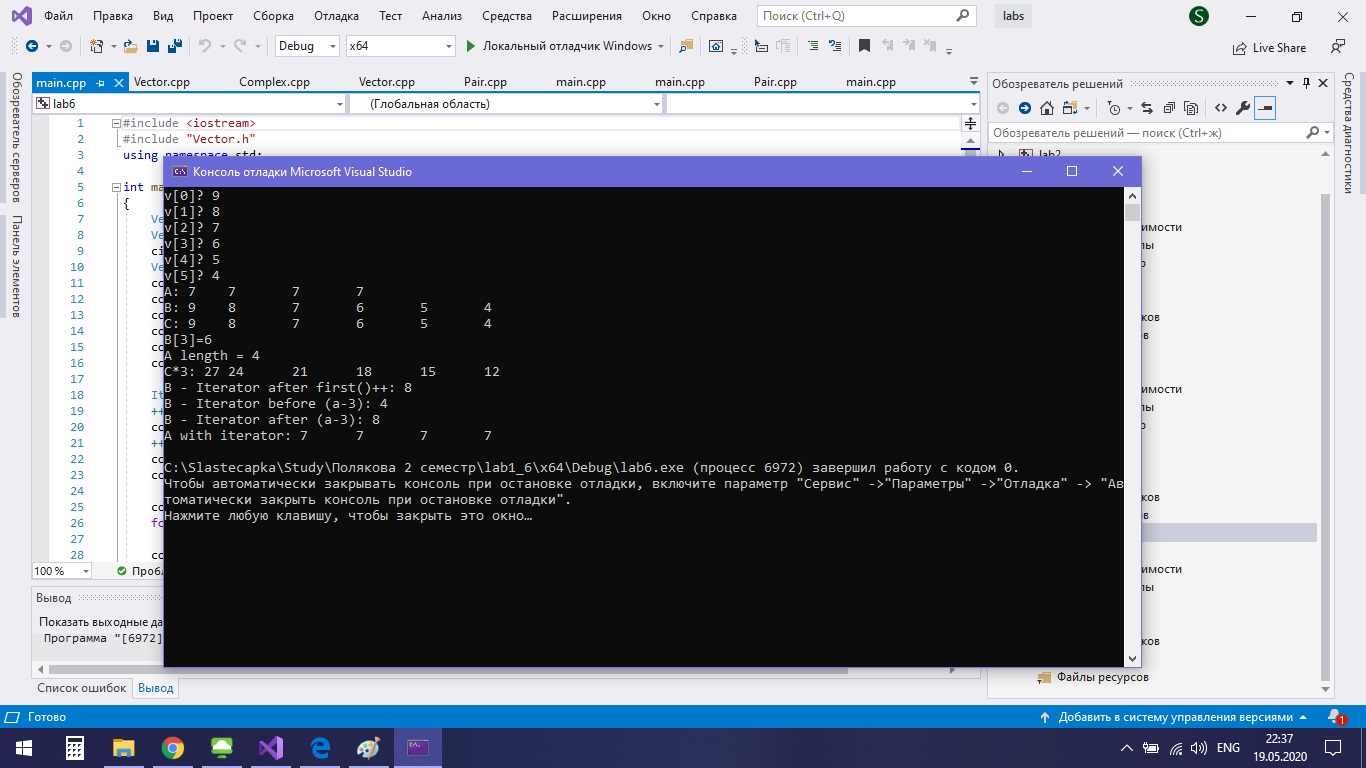 Файл Правка Вид Проект Сборка Отладка Тест Анализ Средства Расширения Окно Справка Поиск (Ctrl+Q) labs S
Debug x64 Локальный отладчик Windows Live Share
main.cpp Vector.cpp Complex.cpp Vector.cpp Pair.cpp main.cpp main.cpp Pair.cpp main.cpp
lab6 (Глобальная область)
Обозреватель серверов
Панель элементов
1 #include <iostream>
2 #include "Vector.h"
3 using namespace std;
4
5 int ma
6 {
7 Ve
8 Ve
9 ci
10 Ve
11 co
12 co
13 co
14 co
15 co
16 co
17
18 It
19 ++
20 co
21 ++
22 co
23 co
24
25 co
26 fo
27
28 co
100 % Пробл
Консоль отладки Microsoft Visual Studio
v[0]? 9
v[1]? 8
v[2]? 7
v[3]? 6
v[4]? 5
v[5]? 4
A: 7 7 7 7
B: 9 8 7 6 5 4
C: 9 8 7 6 5 4
B[3]=6
A length = 4
C*3: 27 24 21 18 15 12
B - Iterator after first()++: 8
B - Iterator before (a-3): 4
B - Iterator after (a-3): 8
A with iterator: 7 7 7 7
C:\Slastecapka\Study\Полякова 2 семестр\lab1_6\x64\Debug\lab6.exe (процесс 6972) завершил работу с кодом 0.
Чтобы автоматически закрывать консоль при остановке отладки, включите параметр "Сервис" ->"Параметры" ->"Отладка" -> "Ав
томатически закрыть консоль при остановке отладки".
Нажмите любую клавишу, чтобы закрыть это окно…
Обозреватель решений
Обозреватель решений — поиск (Ctrl+ж)
lab2
имости
лы
ков
в
имости
лы
ков
в
имости
лы
ков
Файлы ресурсов
Средства диагностики
Вывод
Показать выходные да
Программа "[6972]
Список ошибок Вывод
Готово Добавить в систему управления версиями 1
ENG 22:37
19.05.2020